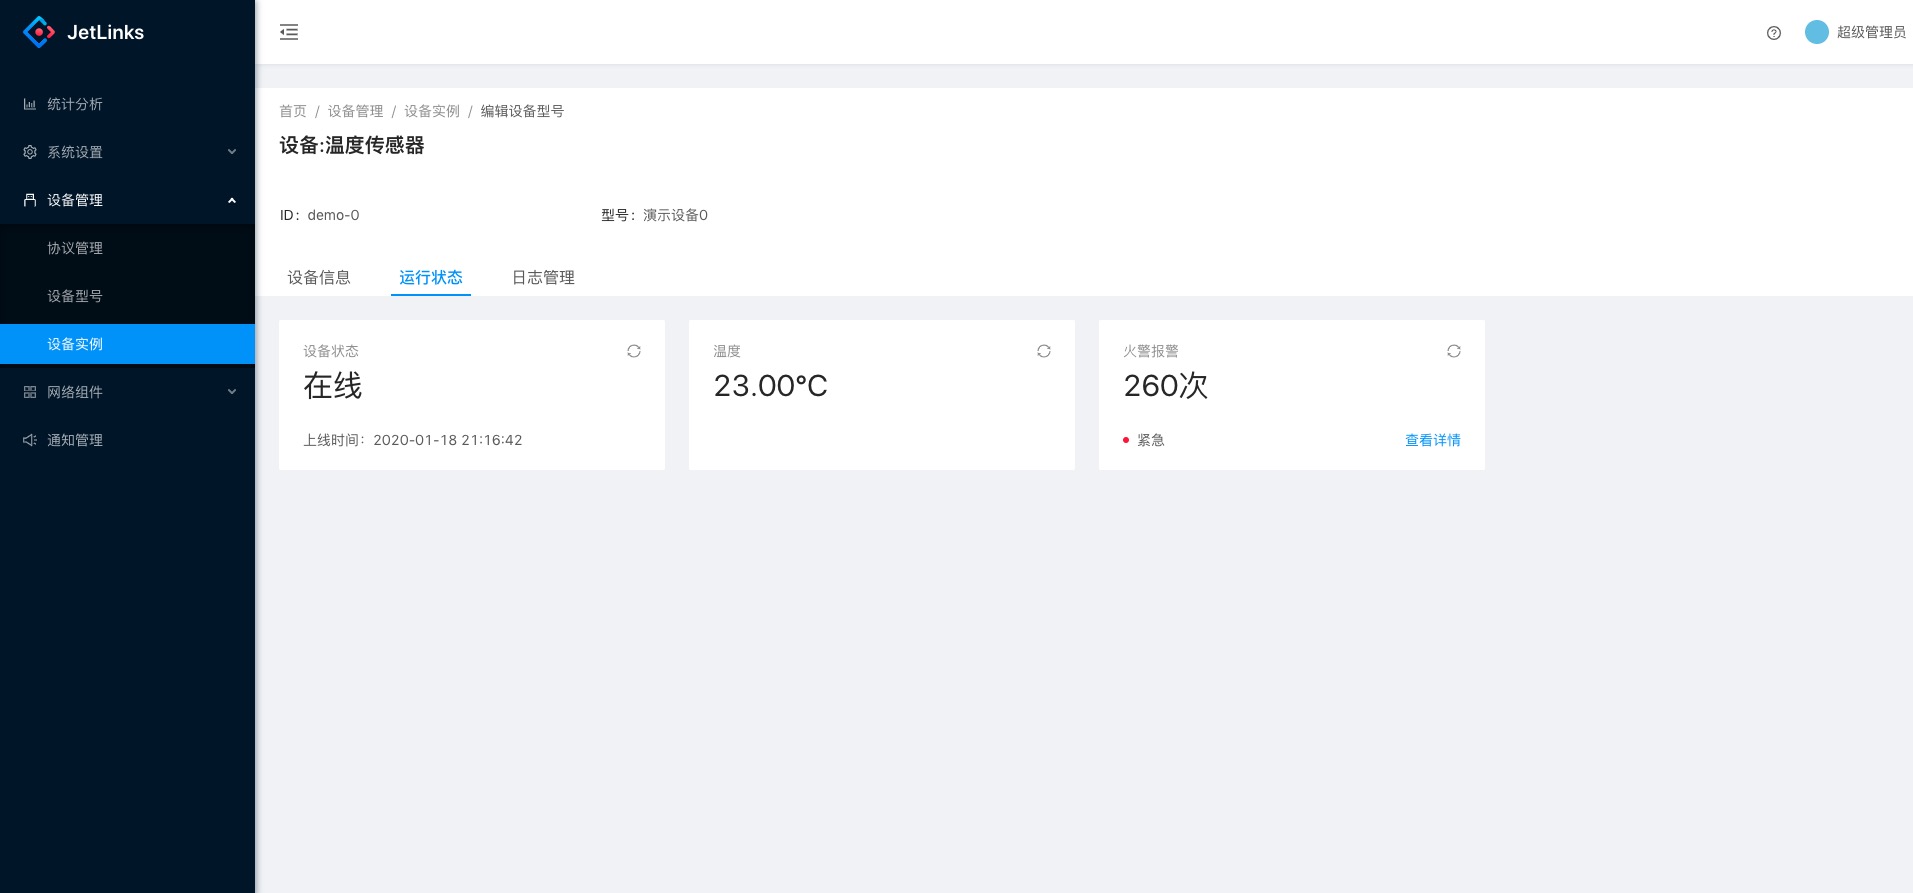 JetLinks
超级管理员
统计分析
系统设置
设备管理
协议管理
设备型号
设备实例
网络组件
通知管理
首页 / 设备管理 / 设备实例 / 编辑设备型号
设备:温度传感器
ID： demo-0 型号： 演示设备0
设备信息 运行状态 日志管理
设备状态
在线
上线时间： 2020-01-18 21:16:42
温度
23.00℃
火警报警
260次
紧急 查看详情